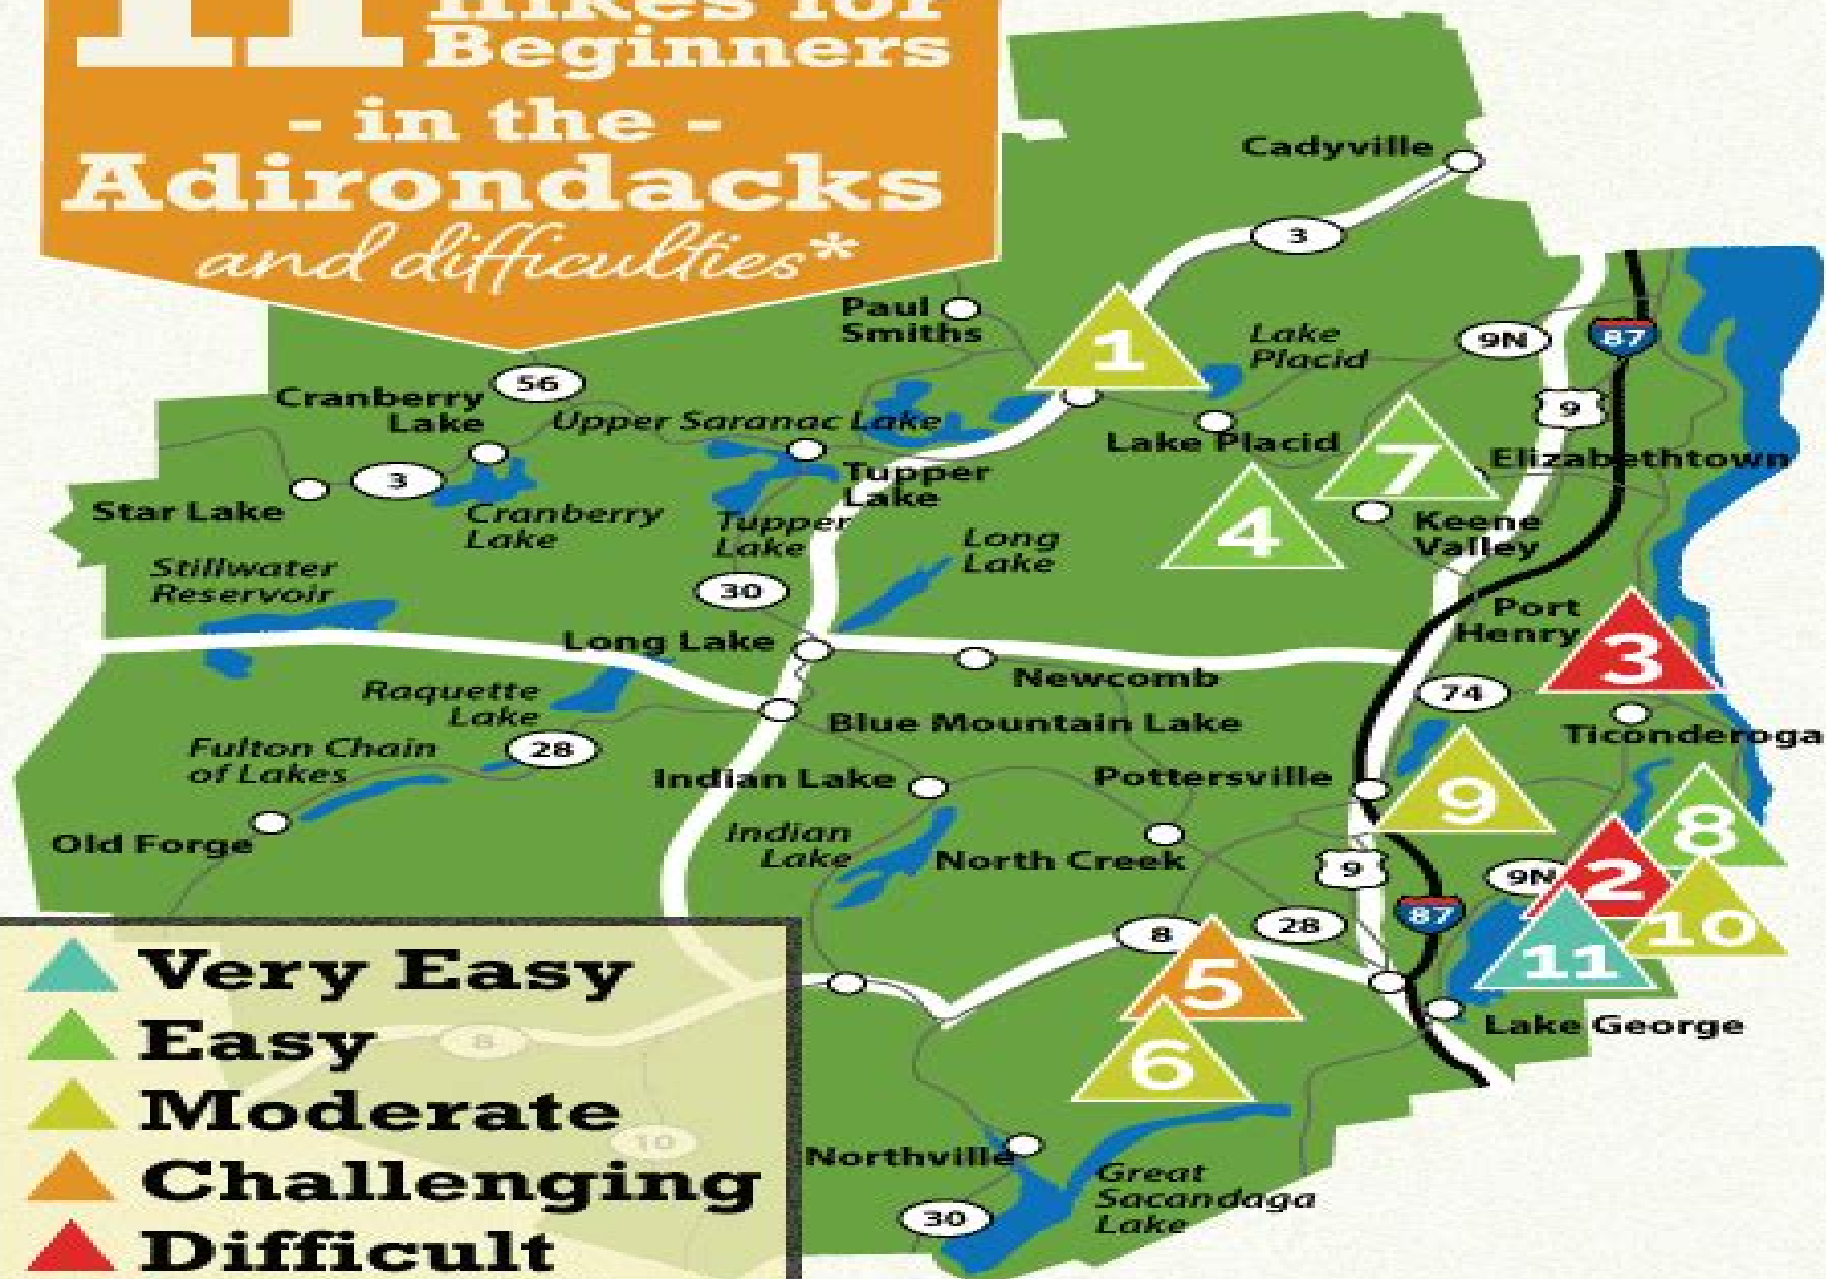 11 Hikes for
Beginners
- in the -
Adirondacks
and difficulties*
Cadyville
3
Paul
Smiths
1
Lake
Placid
9N
87
56
Cranberry
Lake
Upper Saranac Lake
9
Lake Placid
7
Elizabethtown
Tupper
Lake
3
Star Lake
Cranberry
Lake
Tupper
Lake
4
Keene
Valley
Long
Lake
Stillwater
Reservoir
30
Port
Henry
3
Long Lake
Newcomb
74
Raquette
Lake
Blue Mountain Lake
Ticonderoga
Fulton Chain
of Lakes
28
Indian Lake
Pottersville
9
8
Old Forge
Indian
Lake
North Creek
9
9N
2
87
10
8
28
11
5
Lake George
6
Northville
Great
Sacandaga
Lake
30
Very Easy
8
Easy
Moderate
10
Challenging
Difficult